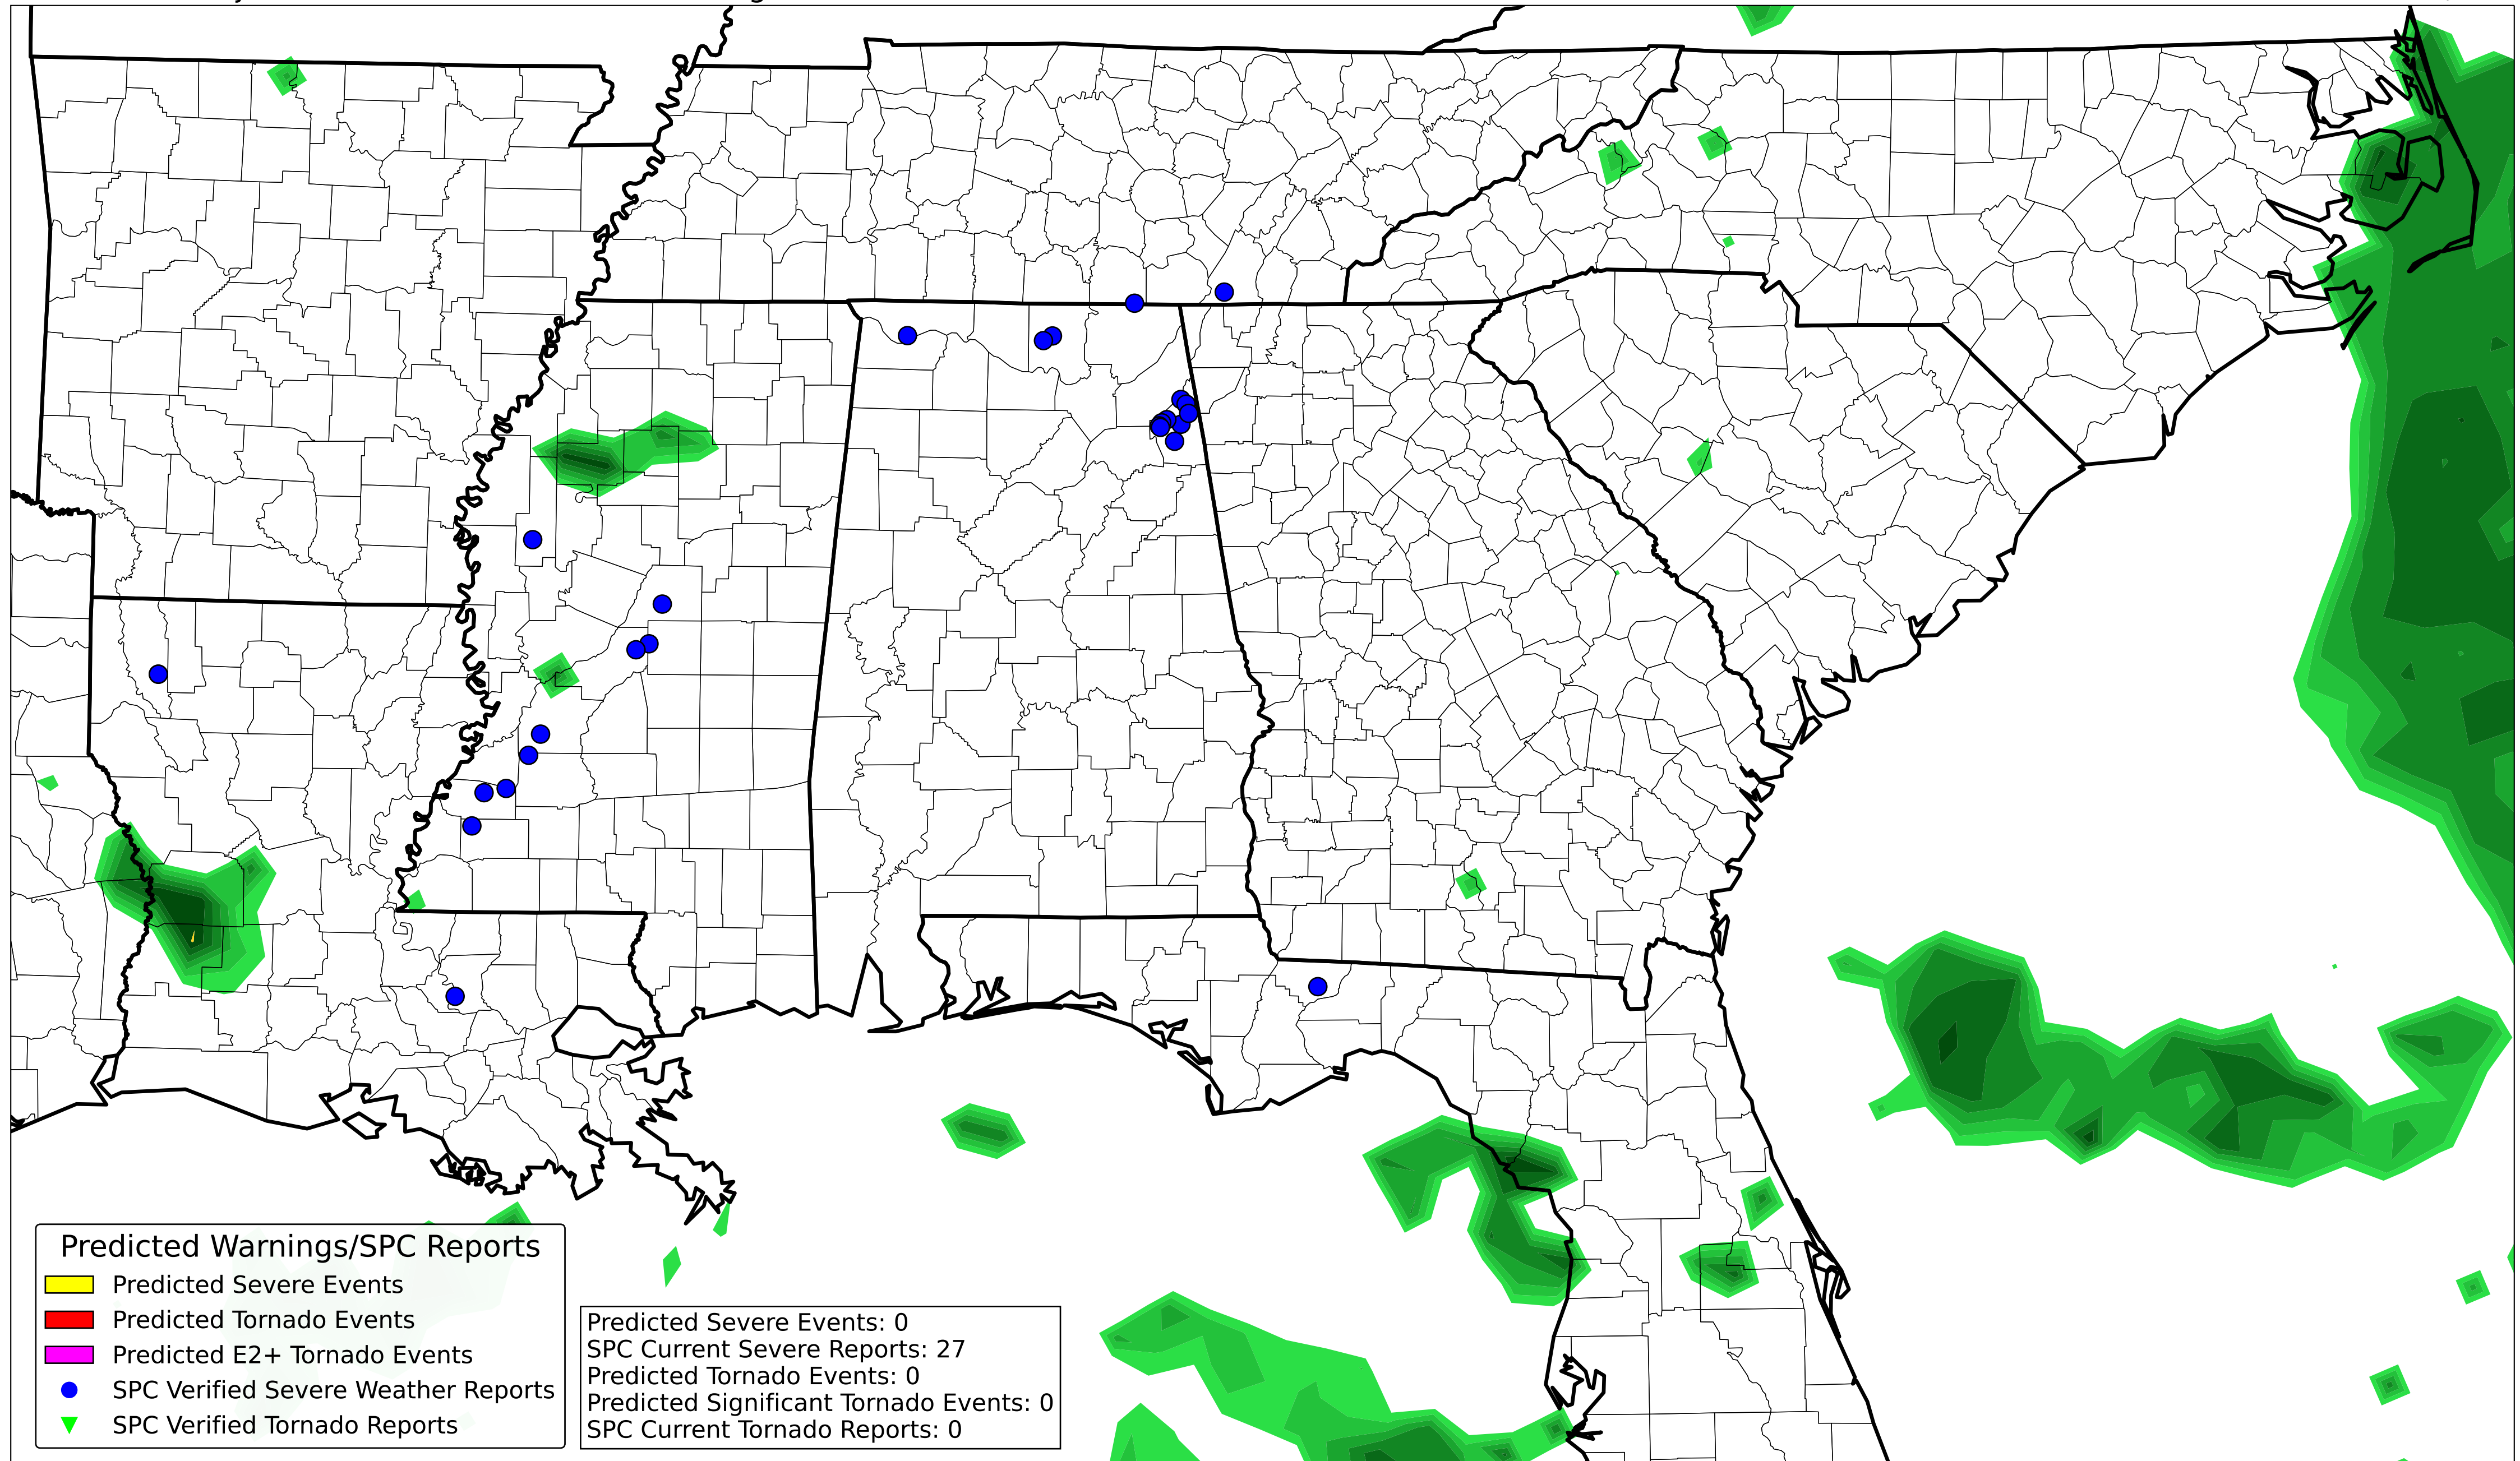 Predicted Warnings/SPC Reports
Predicted Severe Events
Predicted Tornado Events
Predicted E2+ Tornado Events
SPC Verified Severe Weather Reports
SPC Verified Tornado Reports
Predicted Severe Events: 0
SPC Current Severe Reports: 27
Predicted Tornado Events: 0
Predicted Significant Tornado Events: 0
SPC Current Tornado Reports: 0